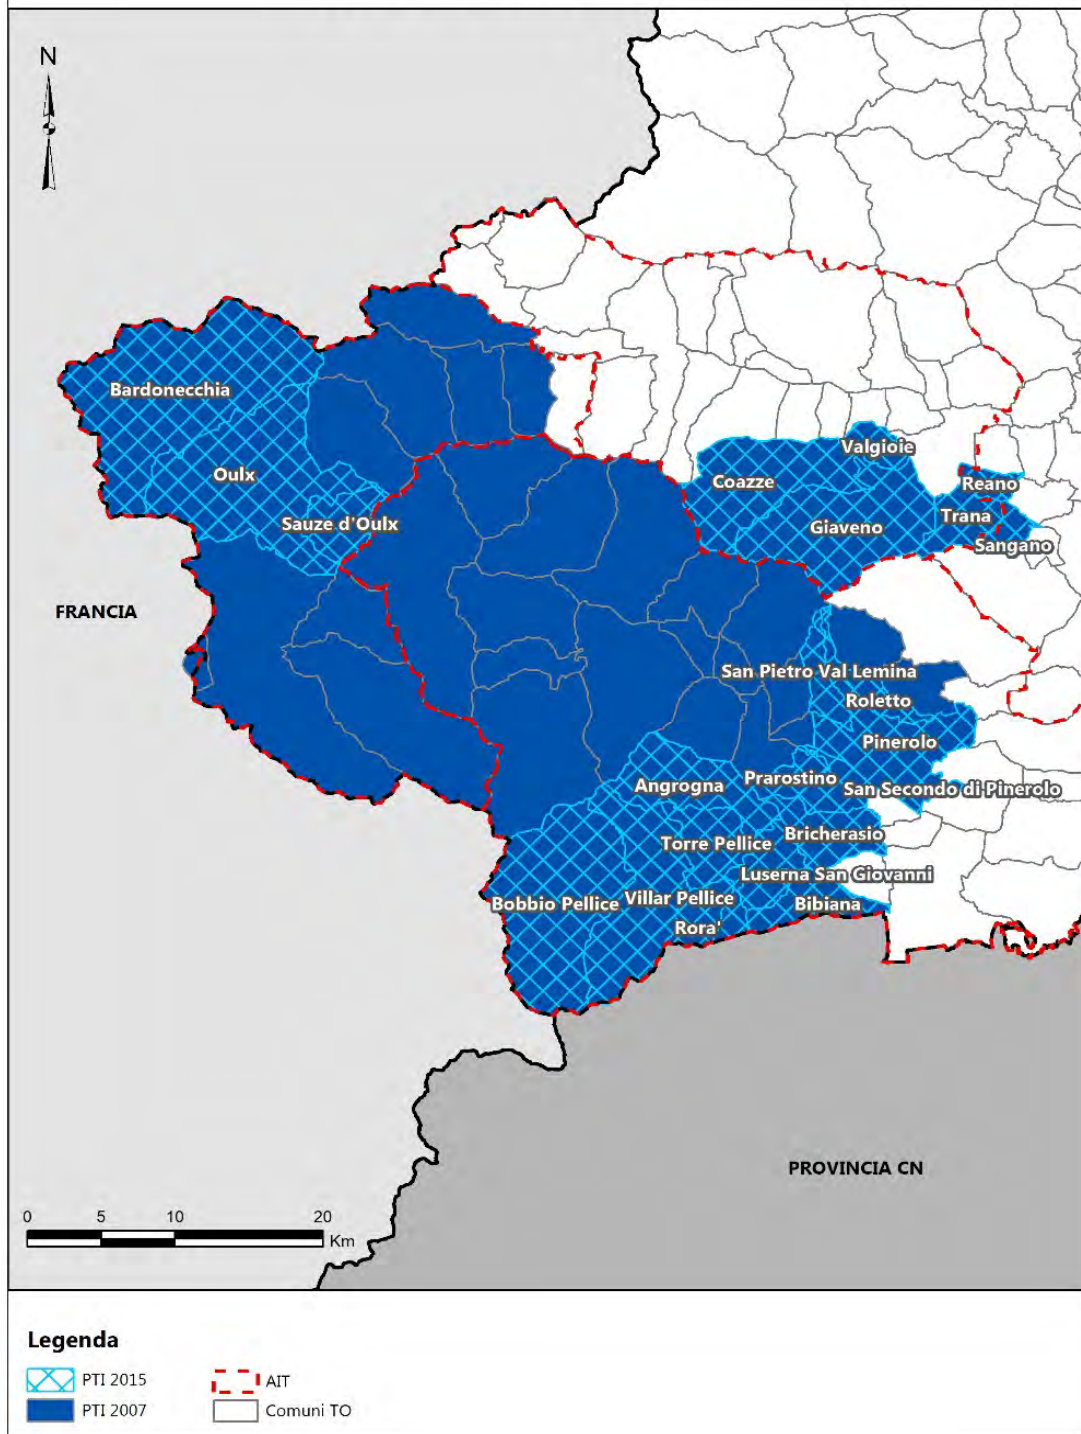 N
Bardonecchia
Valgioie
Oulx
Coazze
Reano
Sauze d'Oulx
Giaveno
Trana
Sangano
FRANCIA
San Pietro Val Lemina
Roletto
Pinerolo
Angrogna
Prarostino
San Secondo di Pinerolo
Torre Pellice
Bricherasio
Luserna San Giovanni
Bobbio Pellice
Villar Pellice
Bibiana
Rora'
PROVINCIA CN
0 5 10 20
Km
Legenda
PTI 2015
AIT
PTI 2007
Comuni TO